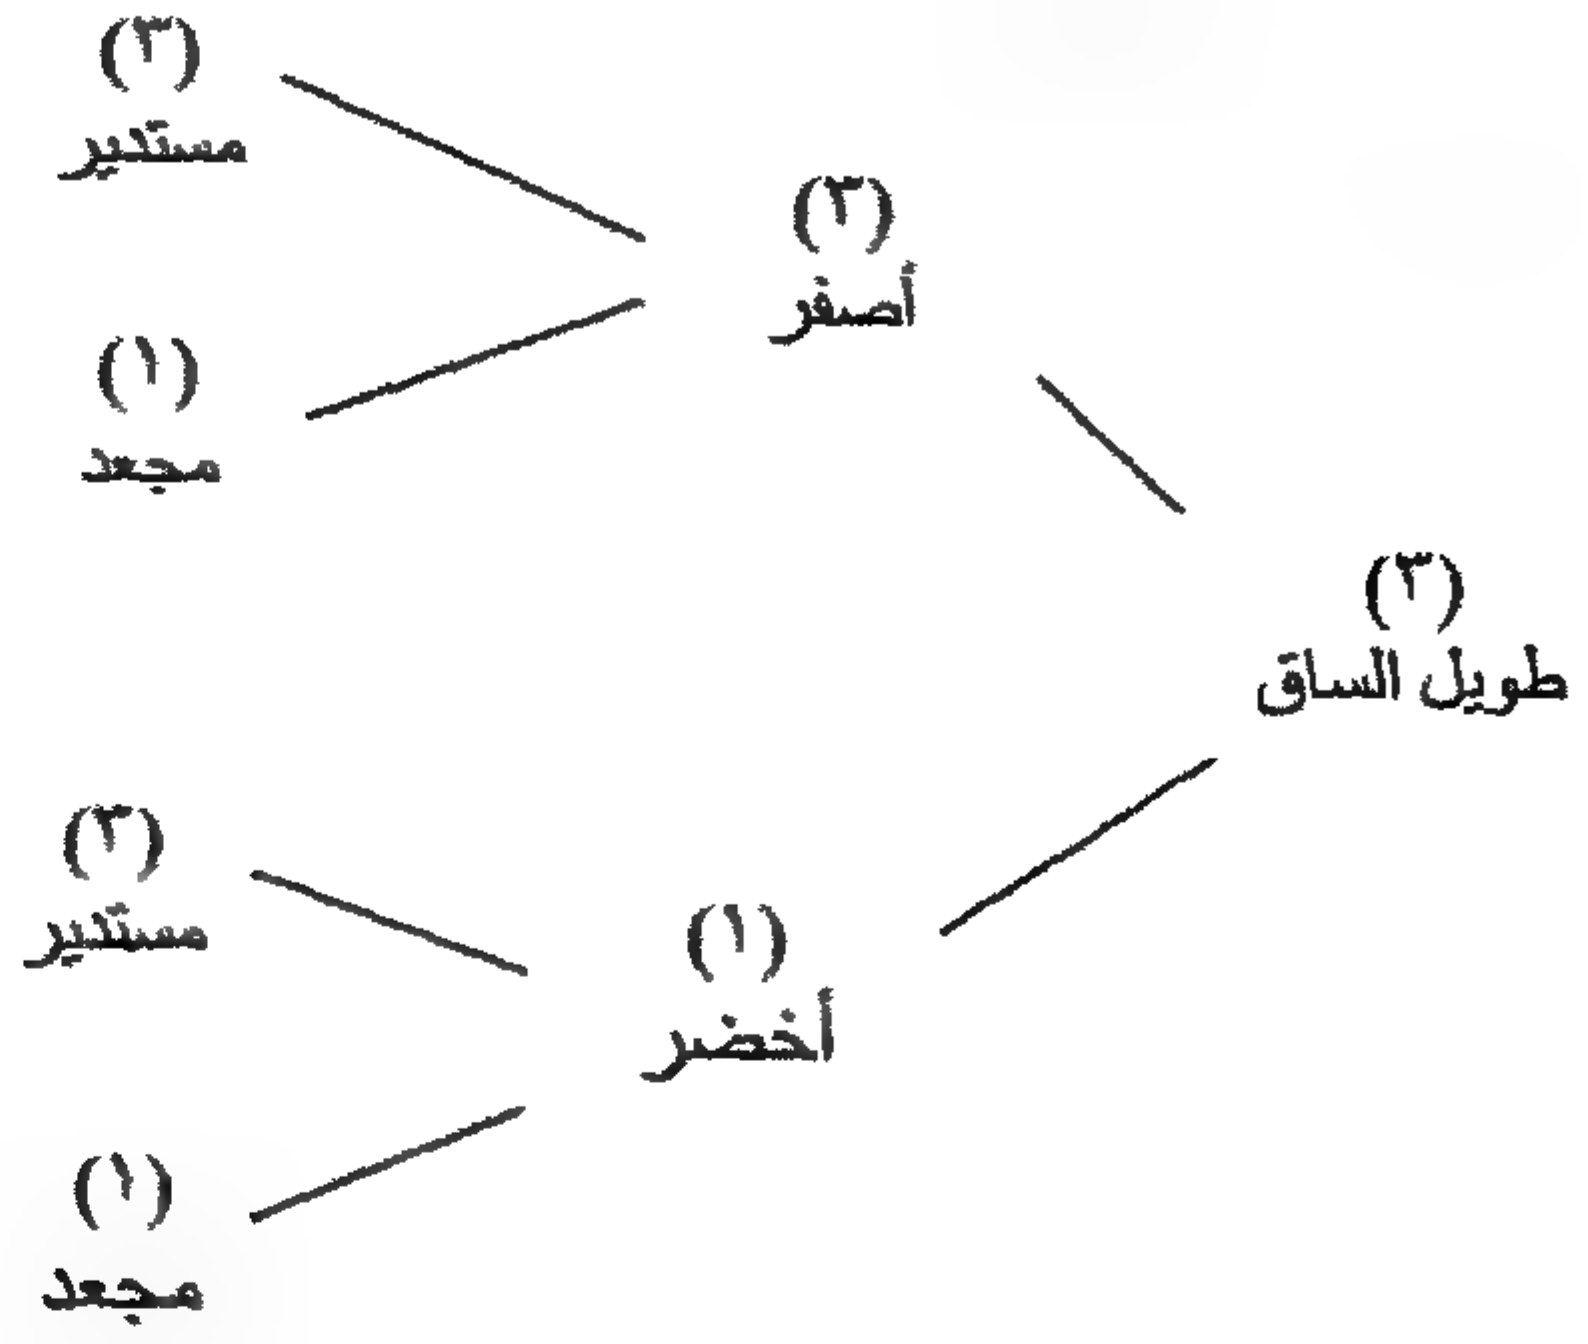 (٣)
طويل الساق
(٣)
أصفر
(٣)
مستدير
(١)
مجعد
(١)
أخضر
(٣)
مستدير
(١)
مجعد